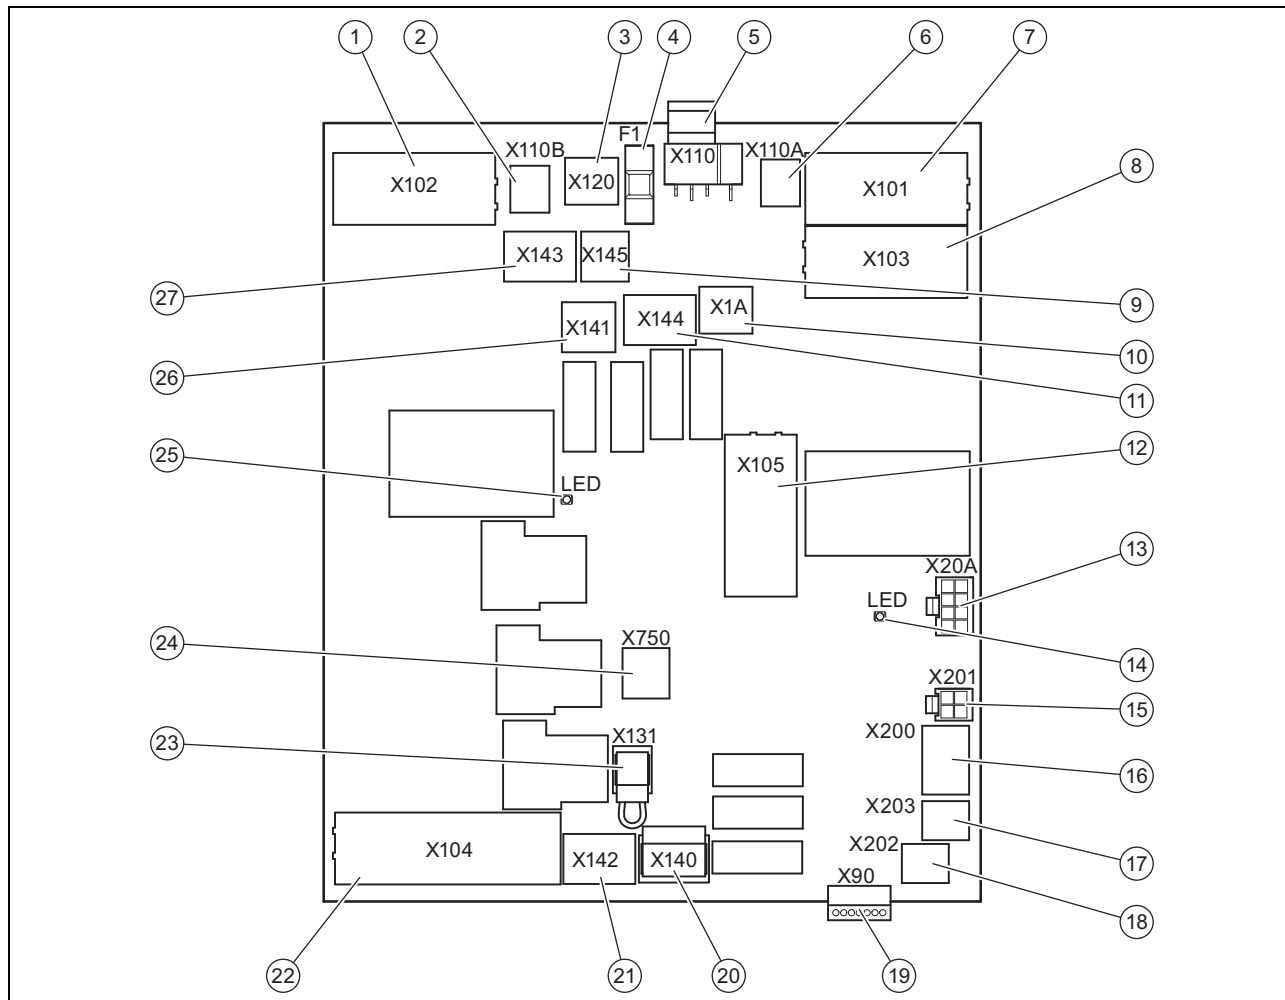 1 2 3 4 5 6 7
F1
X110B X110 X110A
X102 X120 X101
8
X143 X145 X103
27 9
X1A
X141 X144
26 10
11
25 X105 12
LED
13
X20A
LED
24 X750 14
X201
15
23 X131 X200
16
X203
X104 X142 X140 X202
17
X90
18
22 21 20 19